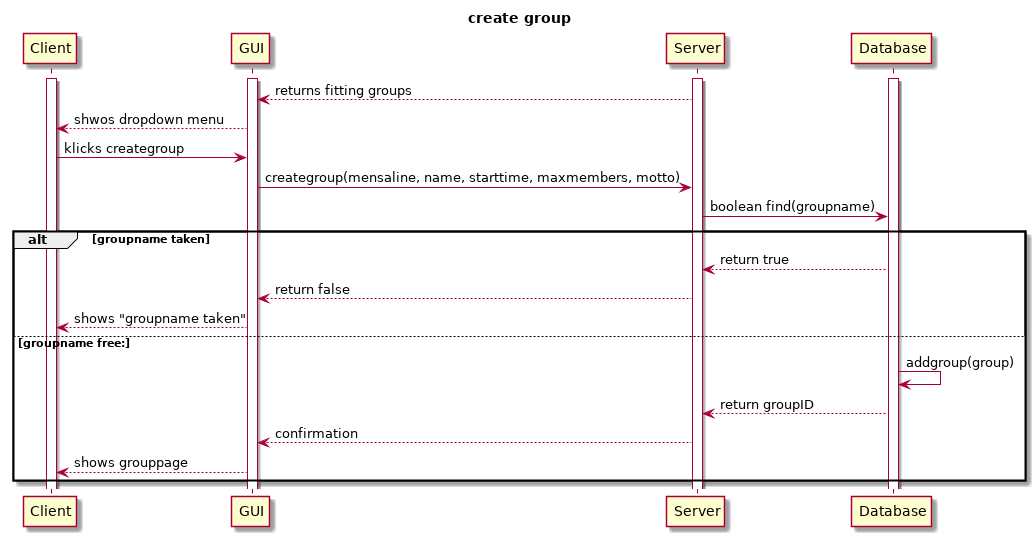 create group
Client
GUI
Server
Database
returns fitting groups
shwos dropdown menu
klicks creategroup
creategroup(mensaline, name, starttime, maxmembers, motto)
boolean find(groupname)
alt [groupname taken]
return true
return false
shows "groupname taken"
[groupname free:]
addgroup(group)
return groupID
confirmation
shows grouppage
Client
GUI
Server
Database